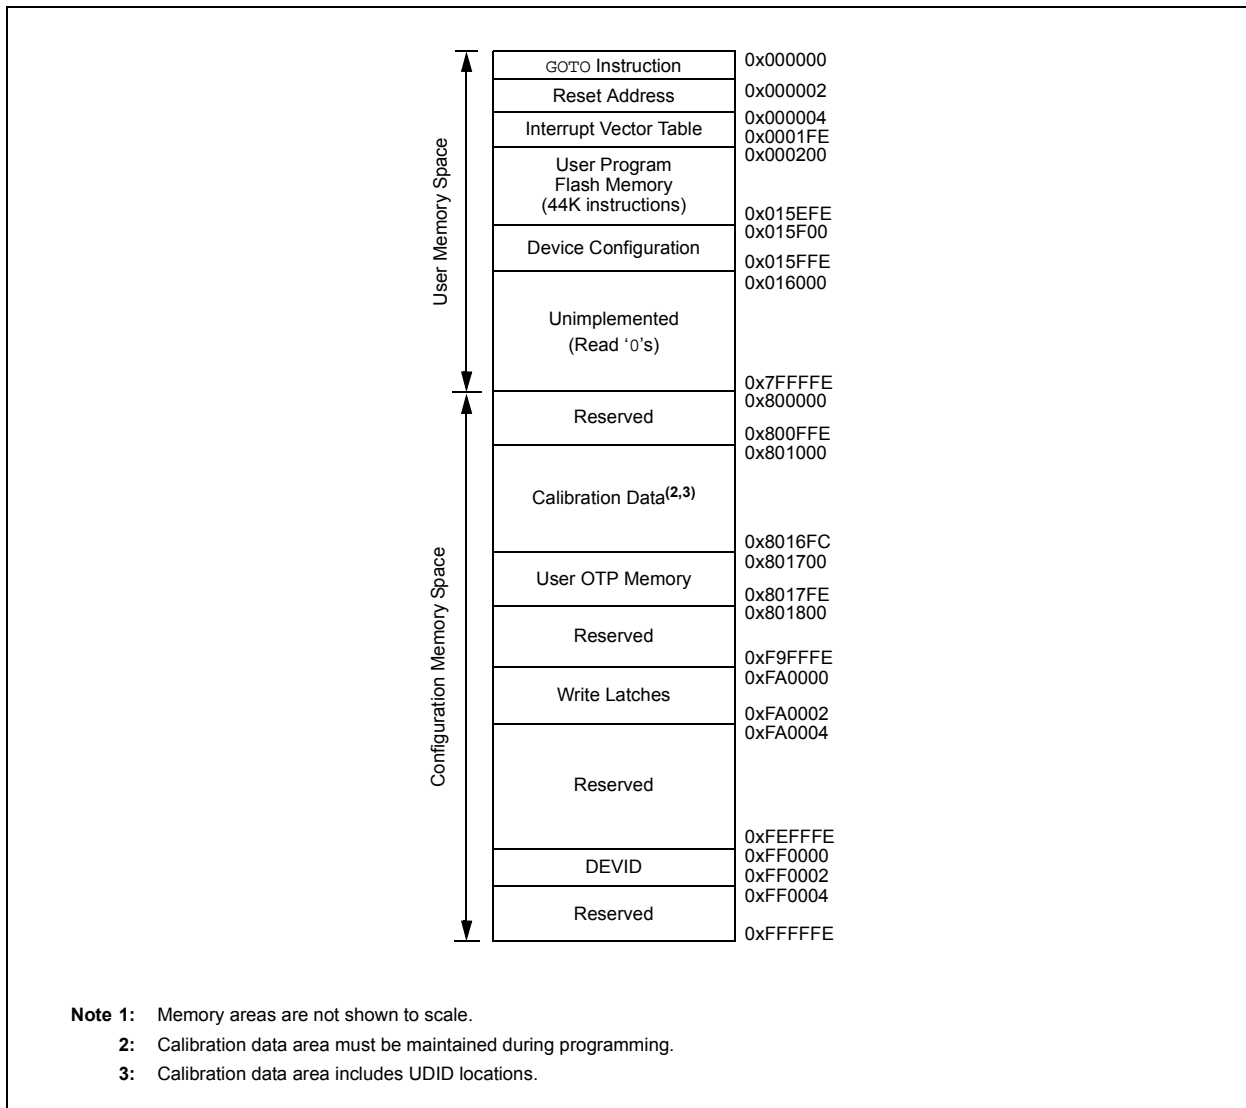 GOTO Instruction 0x000000
Reset Address 0x000002
0x000004
Interrupt Vector Table 0x0001FE
0x000200
User Program
Flash Memory
(44K instructions)
0x015EFE
0x015F00
Device Configuration
0x015FFE
0x016000
User Memory Space
Unimplemented
(Read ‘0’s)
0x7FFFFE
0x800000
Reserved
0x800FFE
0x801000
Calibration Data(2,3)
0x8016FC
0x801700
User OTP Memory
0x8017FE
0x801800
Configuration Memory Space
Reserved
0xF9FFFE
0xFA0000
Write Latches
0xFA0002
0xFA0004
Reserved
0xFEFFFE
0xFF0000
DEVID
0xFF0002
0xFF0004
Reserved
0xFFFFFE
Note 1: Memory areas are not shown to scale.
2: Calibration data area must be maintained during programming.
3: Calibration data area includes UDID locations.